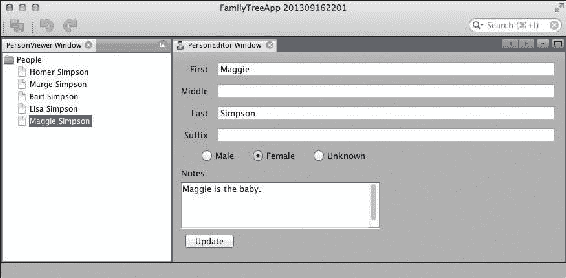 FamilyTreeApp 201309162201
Search (⌘+I)
PersonViewer Window
People
Homer Simpson
Marge Simpson
Bart Simpson
Lisa Simpson
Maggie Simpson
PersonEditor Window
First Maggie
Middle
Last Simpson
Suffix
Male Female Unknown
Notes
Maggie is the baby.
Update